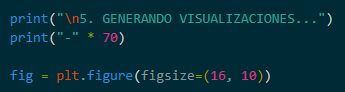 print("\n5. GENERANDO VISUALIZACIONES...")
print("-" * 70)
fig = plt.figure(figsize=(16, 10))